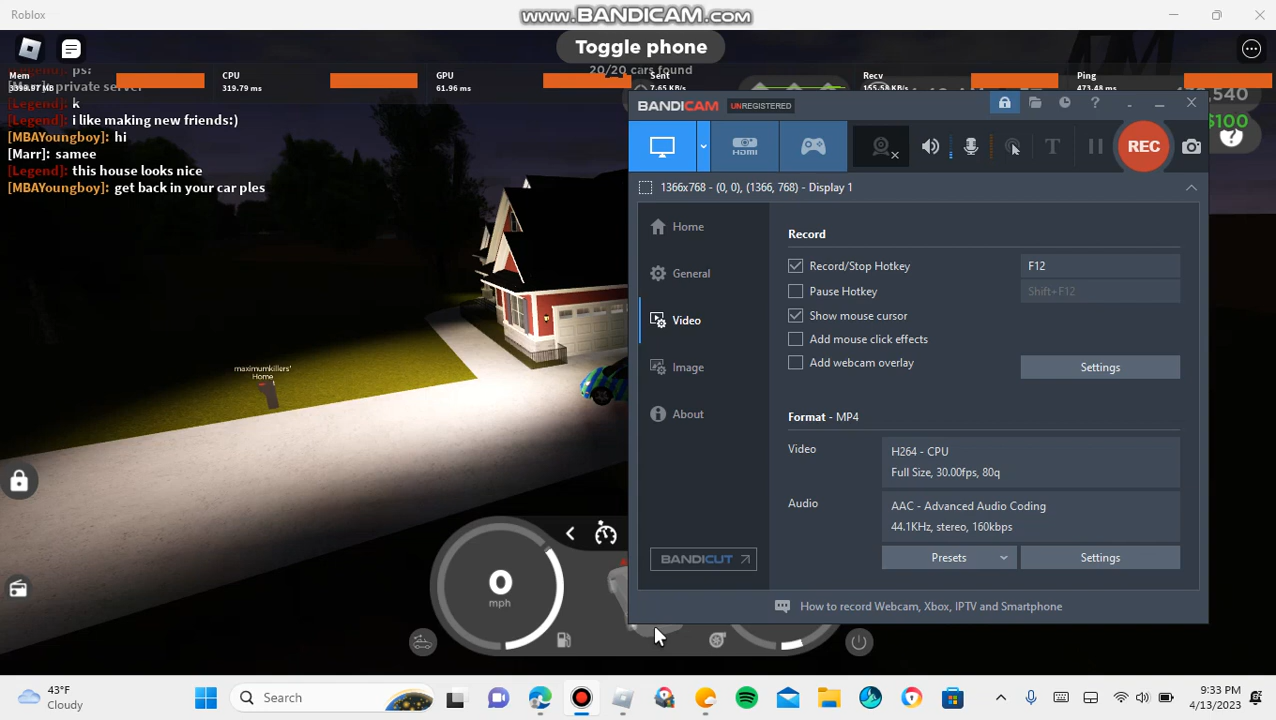 Roblox
www.BANDICAM.com
Toggle phone
20/20 cars found
Mem
CPU
319.79 ms
GPU
61.96 ms
Sent
7.65 KB/s
Recv
Ping
473.48 ms
private server
[Legend]: k
[Legend]: i like making new friends:)
[MBAYoungboy]: hi
[Marr]: samee
[Legend]: this house looks nice
[MBAYoungboy]: get back in your car ples
$100
BANDICAM UNREGISTERED
REC
1366x768 - (0, 0), (1366, 768) - Display 1
Home
General
Video
Image
About
BANDICUT
Record
Record/Stop Hotkey F12
Pause Hotkey Shift+F12
Show mouse cursor
Add mouse click effects
Add webcam overlay
Settings
Format - MP4
Video
H264 - CPU
Full Size, 30.00fps, 80q
Audio
AAC - Advanced Audio Coding
44.1KHz, stereo, 160kbps
Presets
Settings
How to record Webcam, Xbox, IPTV and Smartphone
maximumkillers'
Home
0
mph
43°F
Cloudy
Search
9:33 PM
4/13/2023